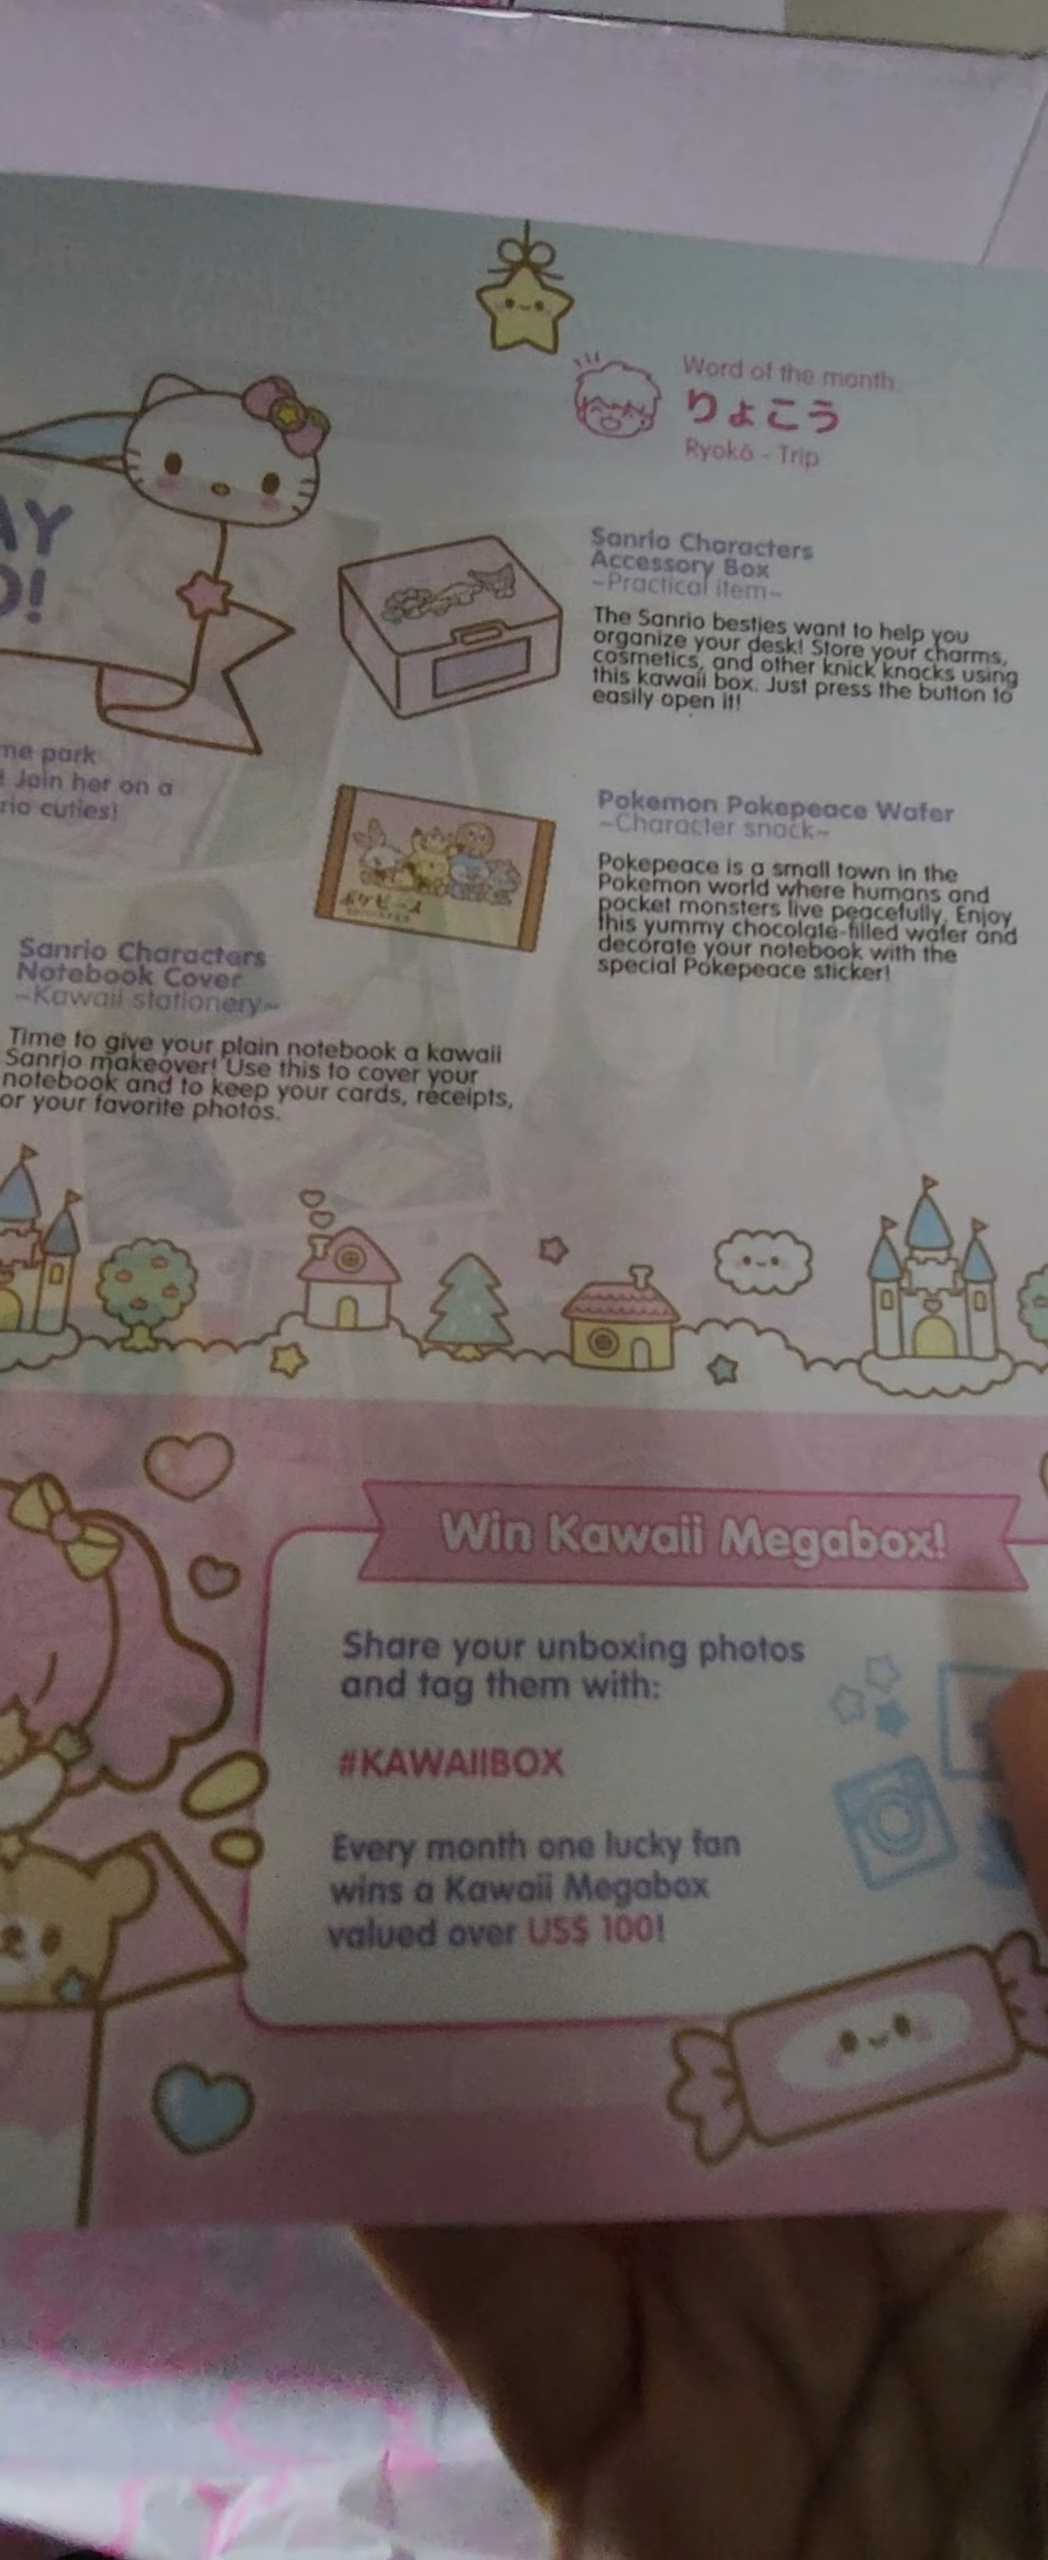 Word of the month
りょこう
Ryokō - Trip
AY
O!
me park
! Join her on a
rio cuties!
Sanrio Characters
Accessory Box
~Practical item~
The Sanrio besties want to help you
organize your desk! Store your charms,
cosmetics, and other knick knacks using
this kawaii box. Just press the button to
easily open it!
Pokemon Pokepeace Wafer
~Character snack~
Pokepeace is a small town in the
Pokemon world where humans and
pocket monsters live peacefully. Enjoy
this yummy chocolate-filled wafer and
decorate your notebook with the
special Pokepeace sticker!
ポケピース
Sanrio Characters
Notebook Cover
~Kawaii stationery~
Time to give your plain notebook a kawaii
Sanrio makeover! Use this to cover your
notebook and to keep your cards, receipts,
or your favorite photos.
Win Kawaii Megabox!
Share your unboxing photos
and tag them with:
#KAWAIIBOX
Every month one lucky fan
wins a Kawaii Megabox
valued over US$ 100!